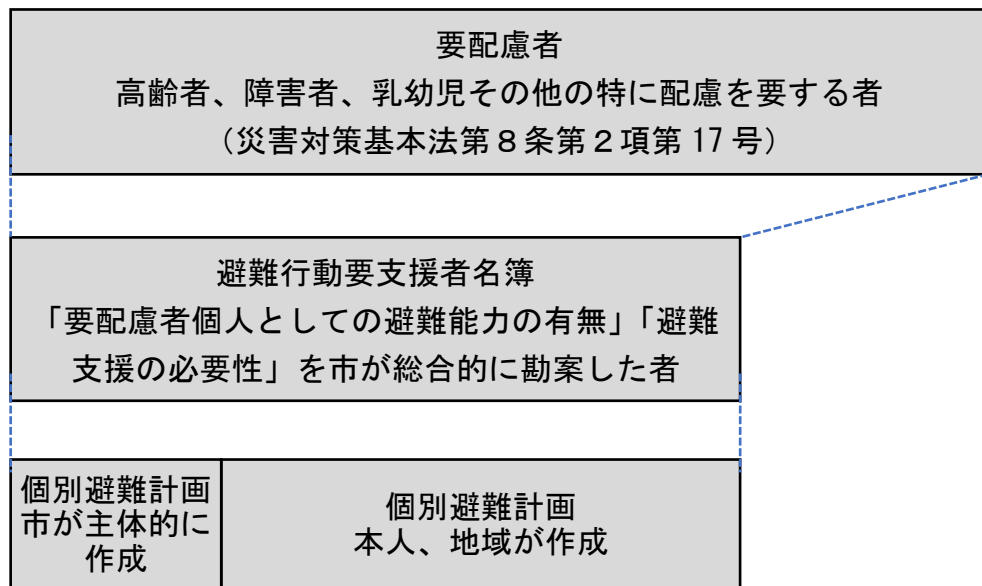 要配慮者
高齢者、障害者、乳幼児その他の特に配慮を要する者
（災害対策基本法第８条第２項第 17 号）
避難行動要支援者名簿
「要配慮者個人としての避難能力の有無」「避難
支援の必要性」を市が総合的に勘案した者
個別避難計画
市が主体的に
作成
個別避難計画
本人、地域が作成